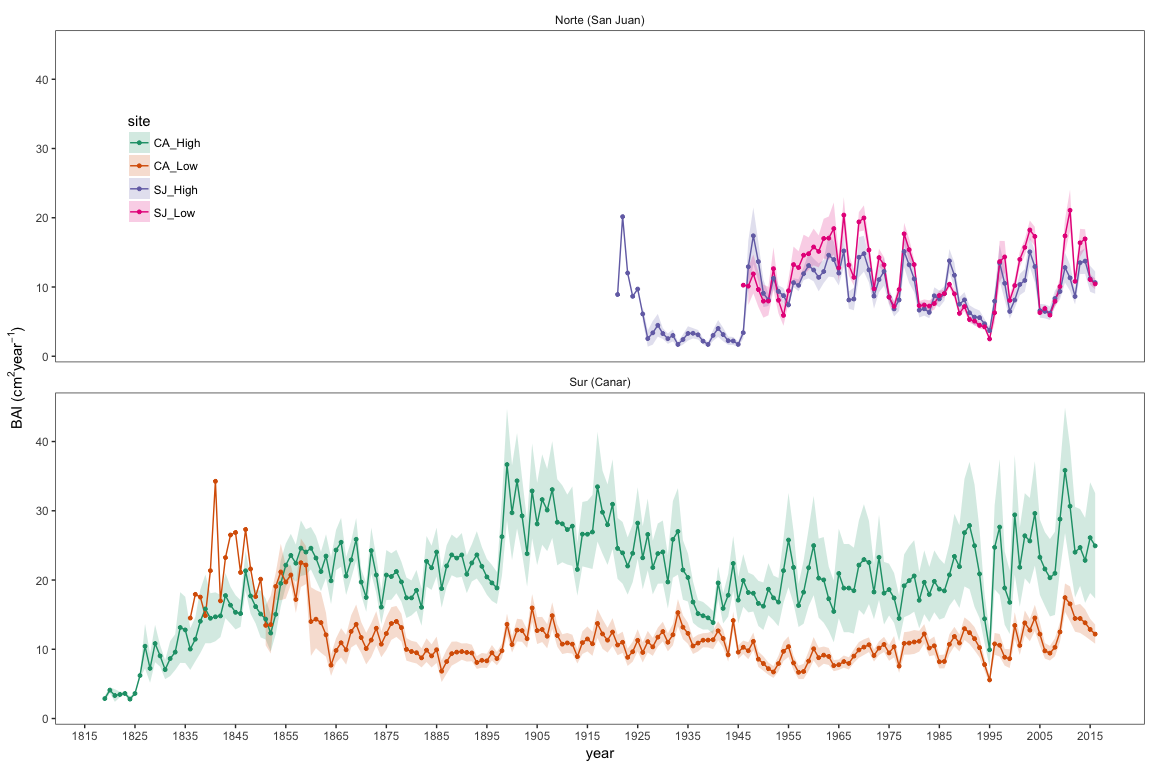 Norte (San Juan)
40
30
20
10
0
site
CA_High
CA_Low
SJ_High
SJ_Low
BAI (cm²year⁻¹)
Sur (Canar)
40
30
20
10
0
1815 1825 1835 1845 1855 1865 1875 1885 1895 1905 1915 1925 1935 1945 1955 1965 1975 1985 1995 2005 2015
year